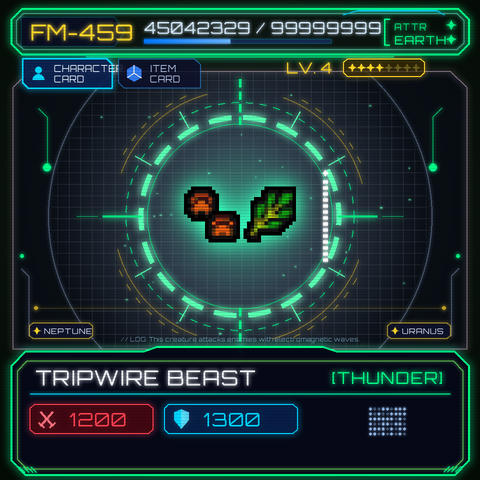 FM-459
45042329 / 99999999
ATTR
EARTH
CHARACTER
CARD
ITEM
CARD
LV.4
NEPTUNE
URANUS
// LOG This creature attacks enemies with electromagnetic waves.
TRIPWIRE BEAST
[THUNDER]
1200
1300